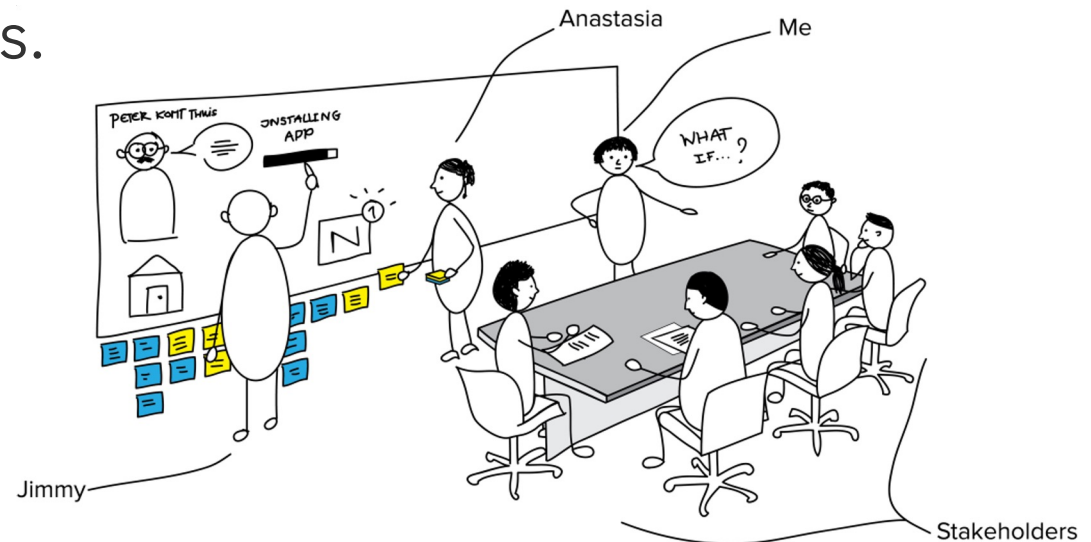 s.
Anastasia
Me
PETER KOMT THUIS
INSTALLING
APP
WHAT
IF...?
1
N
Jimmy
Stakeholders